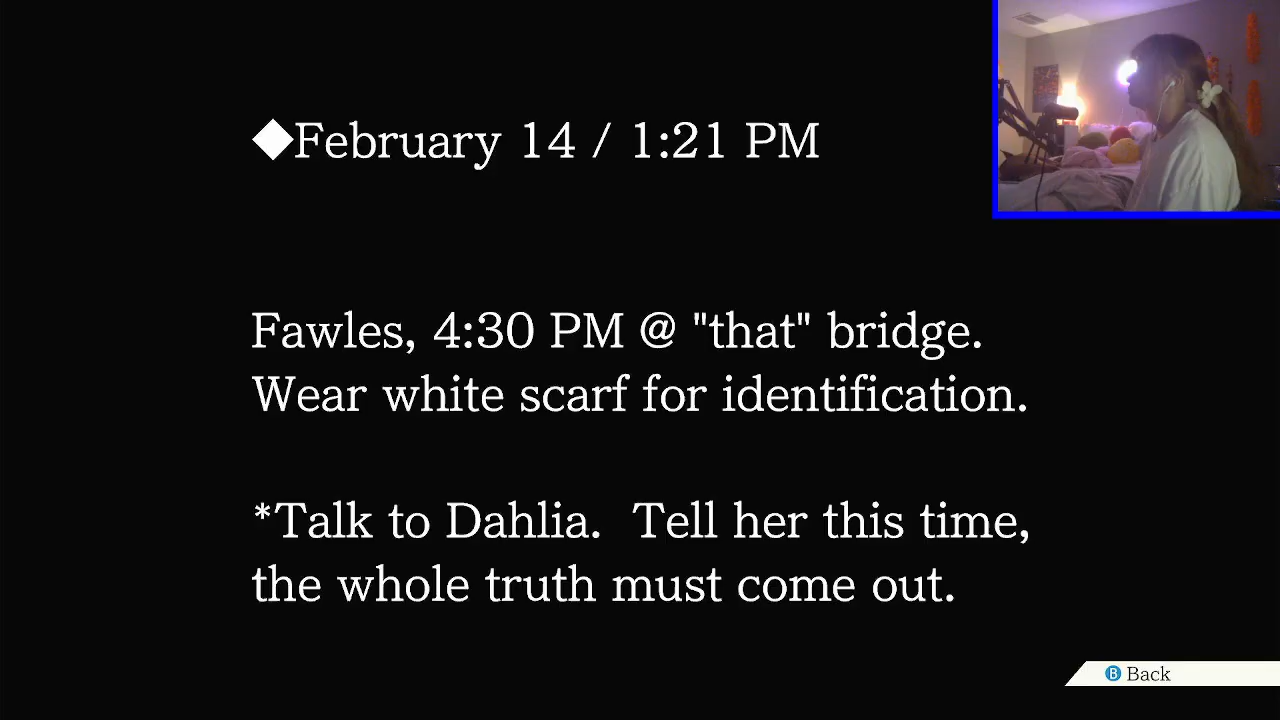 ◆February 14 / 1:21 PM
Fawles, 4:30 PM @ "that" bridge.
Wear white scarf for identification.
*Talk to Dahlia.  Tell her this time,
the whole truth must come out.
B Back